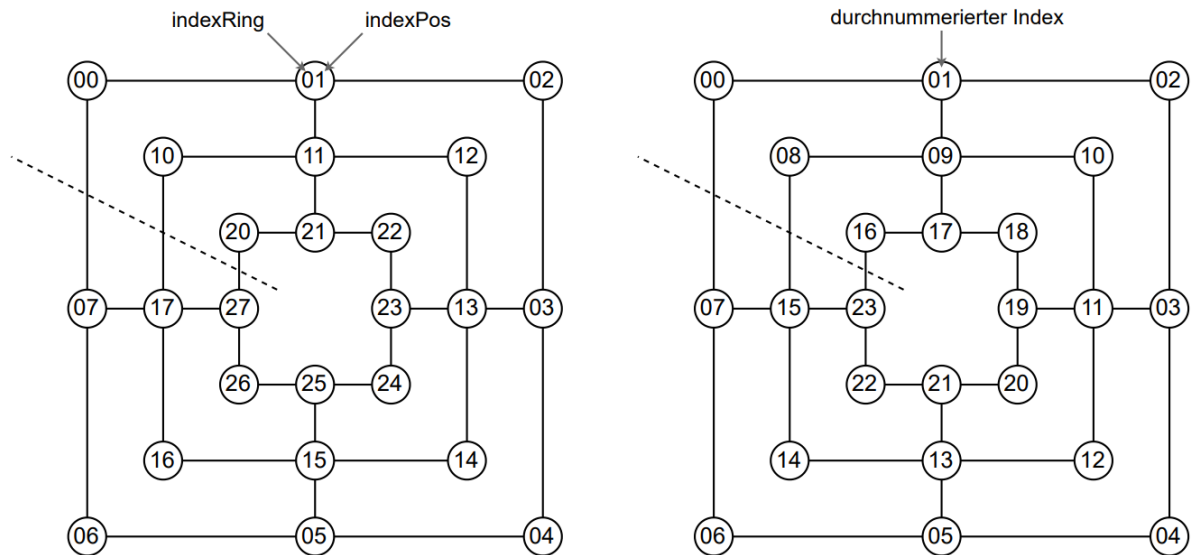 indexRing indexPos durchnummerierter Index
00 01 02 00 01 02
10 11 12 08 09 10
20 21 22 16 17 18
07 17 27 23 13 03 07 15 23 19 11 03
26 25 24 22 21 20
16 15 14 14 13 12
06 05 04 06 05 04